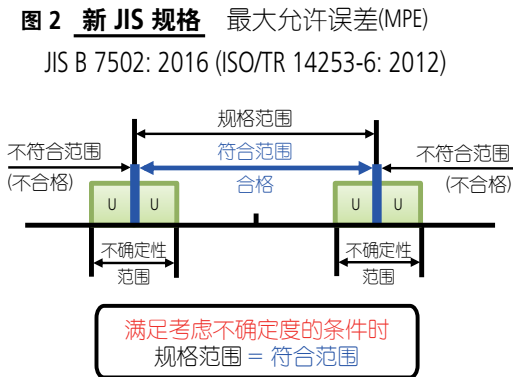 图 2 新 JIS 规格 最大允许误差(MPE)
JIS B 7502: 2016 (ISO/TR 14253-6: 2012)
规格范围
不符合范围 符合范围 不符合范围
(不合格) 合格 (不合格)
U U U U
不确定性 不确定性
范围 范围
满足考虑不确定度的条件时
规格范围 = 符合范围